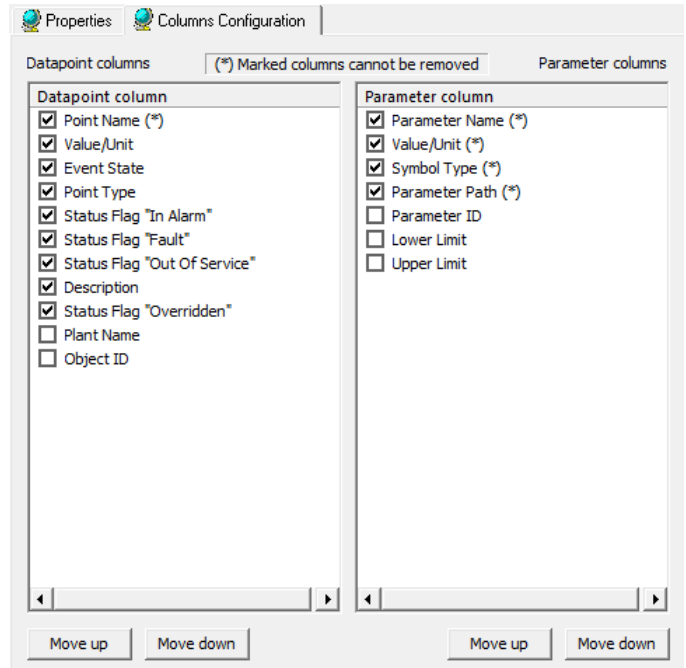 Properties Columns Configuration
Datapoint columns (*) Marked columns cannot be removed Parameter columns
Datapoint column
Point Name (*)
Value/Unit
Event State
Point Type
Status Flag "In Alarm"
Status Flag "Fault"
Status Flag "Out Of Service"
Description
Status Flag "Overridden"
Plant Name
Object ID
Parameter column
Parameter Name (*)
Value/Unit (*)
Symbol Type (*)
Parameter Path (*)
Parameter ID
Lower Limit
Upper Limit
Move up Move down Move up Move down